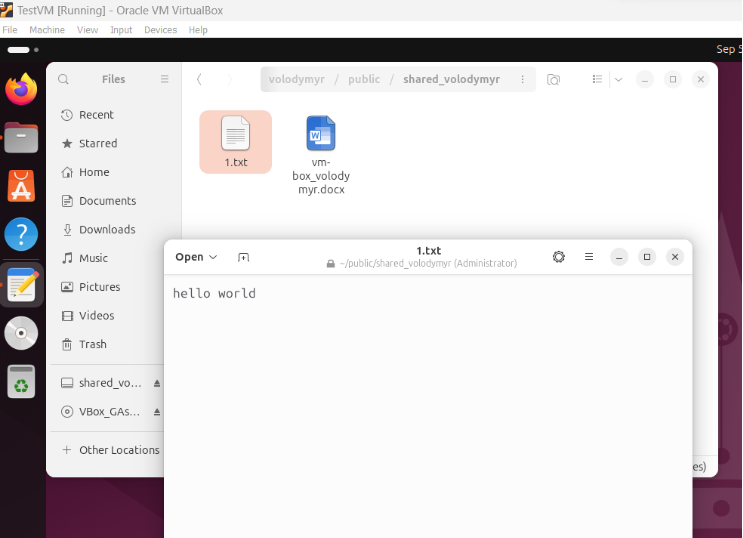 TestVM [Running] - Oracle VM VirtualBox
File Machine View Input Devices Help
Sep 5
Files
volodymyr / public / shared_volodymyr
Recent
Starred
Home
Documents
Downloads
Music
Pictures
Videos
Trash
shared_vo...
VBox_GAs...
+ Other Locations
1.txt
vm-
box_volody
myr.docx
Open
1.txt
~/public/shared_volodymyr (Administrator)
hello world
es)